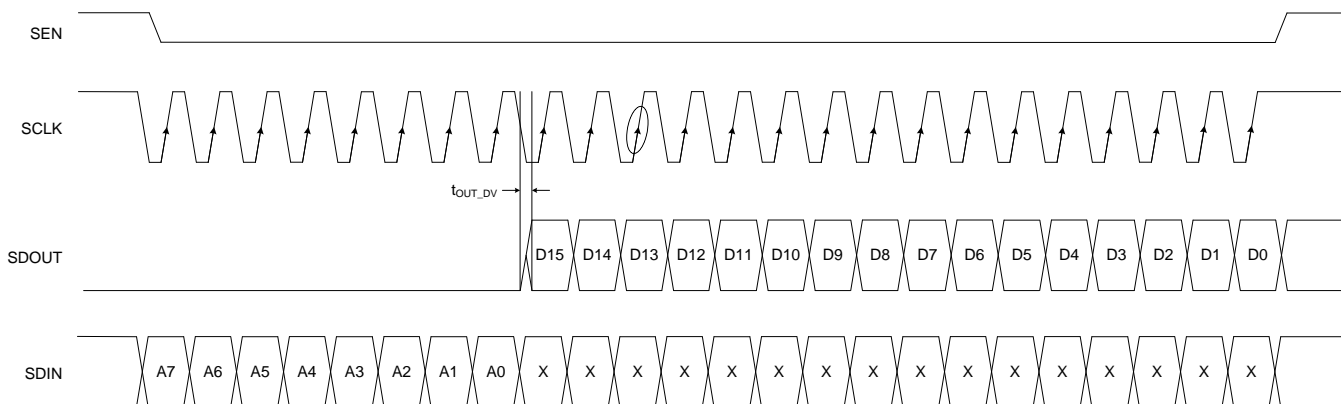 SEN
SCLK
tOUT_DV
SDOUT D15 D14 D13 D12 D11 D10 D9 D8 D7 D6 D5 D4 D3 D2 D1 D0
SDIN A7 A6 A5 A4 A3 A2 A1 A0 X X X X X X X X X X X X X X X X